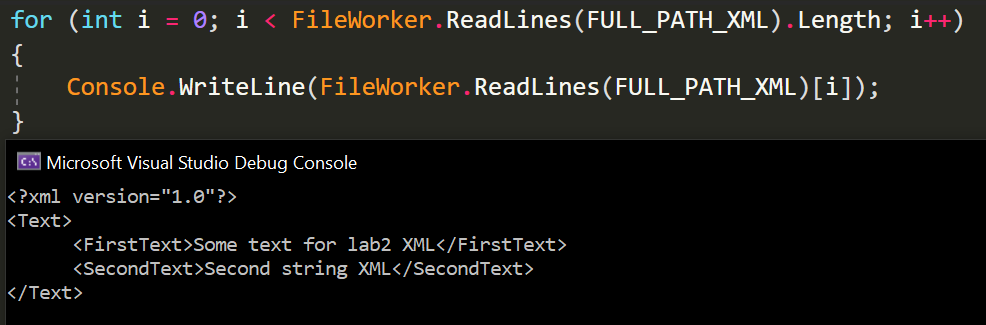 for (int i = 0; i < FileWorker.ReadLines(FULL_PATH_XML).Length; i++)
{
    Console.WriteLine(FileWorker.ReadLines(FULL_PATH_XML)[i]);
}
C:\ Microsoft Visual Studio Debug Console
<?xml version="1.0"?>
<Text>
      <FirstText>Some text for lab2 XML</FirstText>
      <SecondText>Second string XML</SecondText>
</Text>